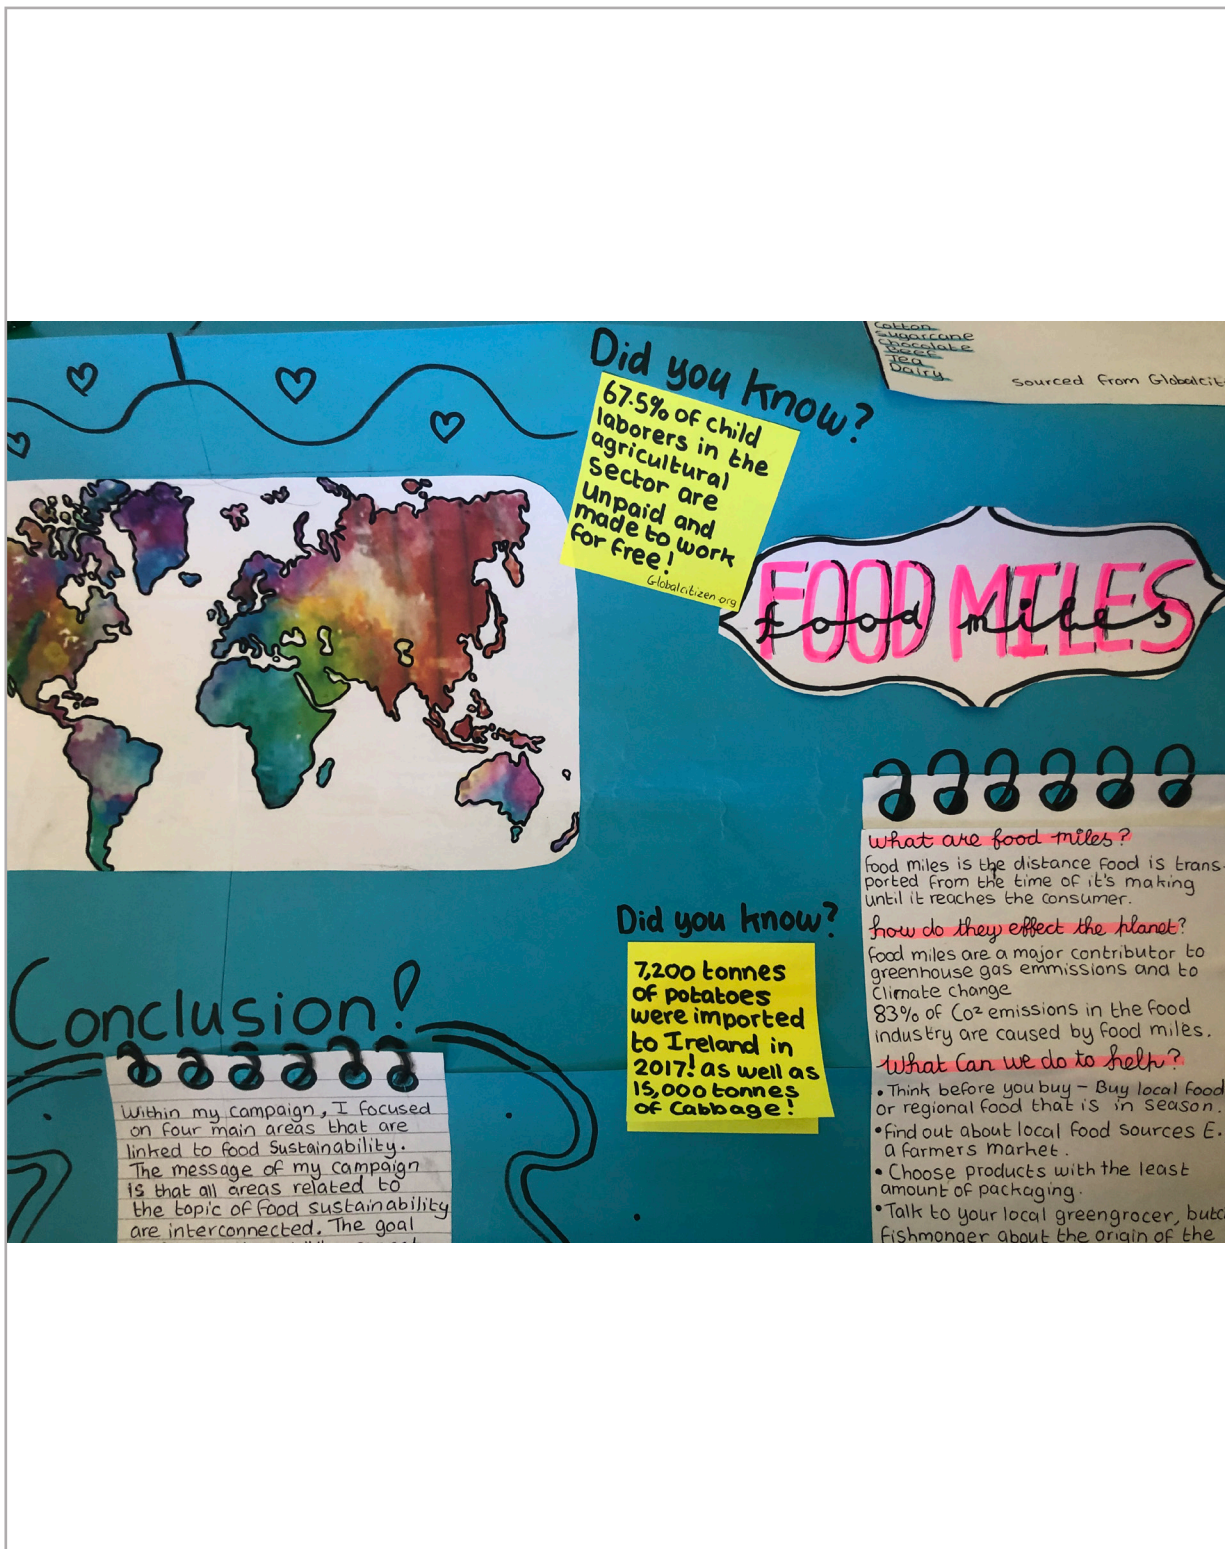 Did you know?
67.5% of child
laborers in the
agricultural
sector are
unpaid and
made to work
for free!
Globalcitizen.org
Cotton
Sugarcane
Chocolate
Beef
Tea
Dairy
sourced from Globalcit
FOOD MILES
food miles
What are food miles?
Food miles is the distance food is trans-
ported from the time of it's making
until it reaches the consumer.
how do they effect the planet?
Food miles are a major contributor to
greenhouse gas emmissions and to
Climate change
83% of Co2 emissions in the food
industry are caused by food miles.
What Can we do to help?
• Think before you buy - Buy local food
or regional food that is in season.
• Find out about local food sources E.
a farmers market.
• Choose products with the least
amount of packaging.
• Talk to your local greengrocer, butc
Fishmonger about the origin of the
Did you know?
7,200 tonnes
of potatoes
were imported
to Ireland in
2017! as well as
15,000 tonnes
of Cabbage!
Conclusion!
Within my campaign, I focused
on four main areas that are
linked to food sustainability.
The message of my campaign
is that all areas related to
the topic of food sustainability
are interconnected. The goal